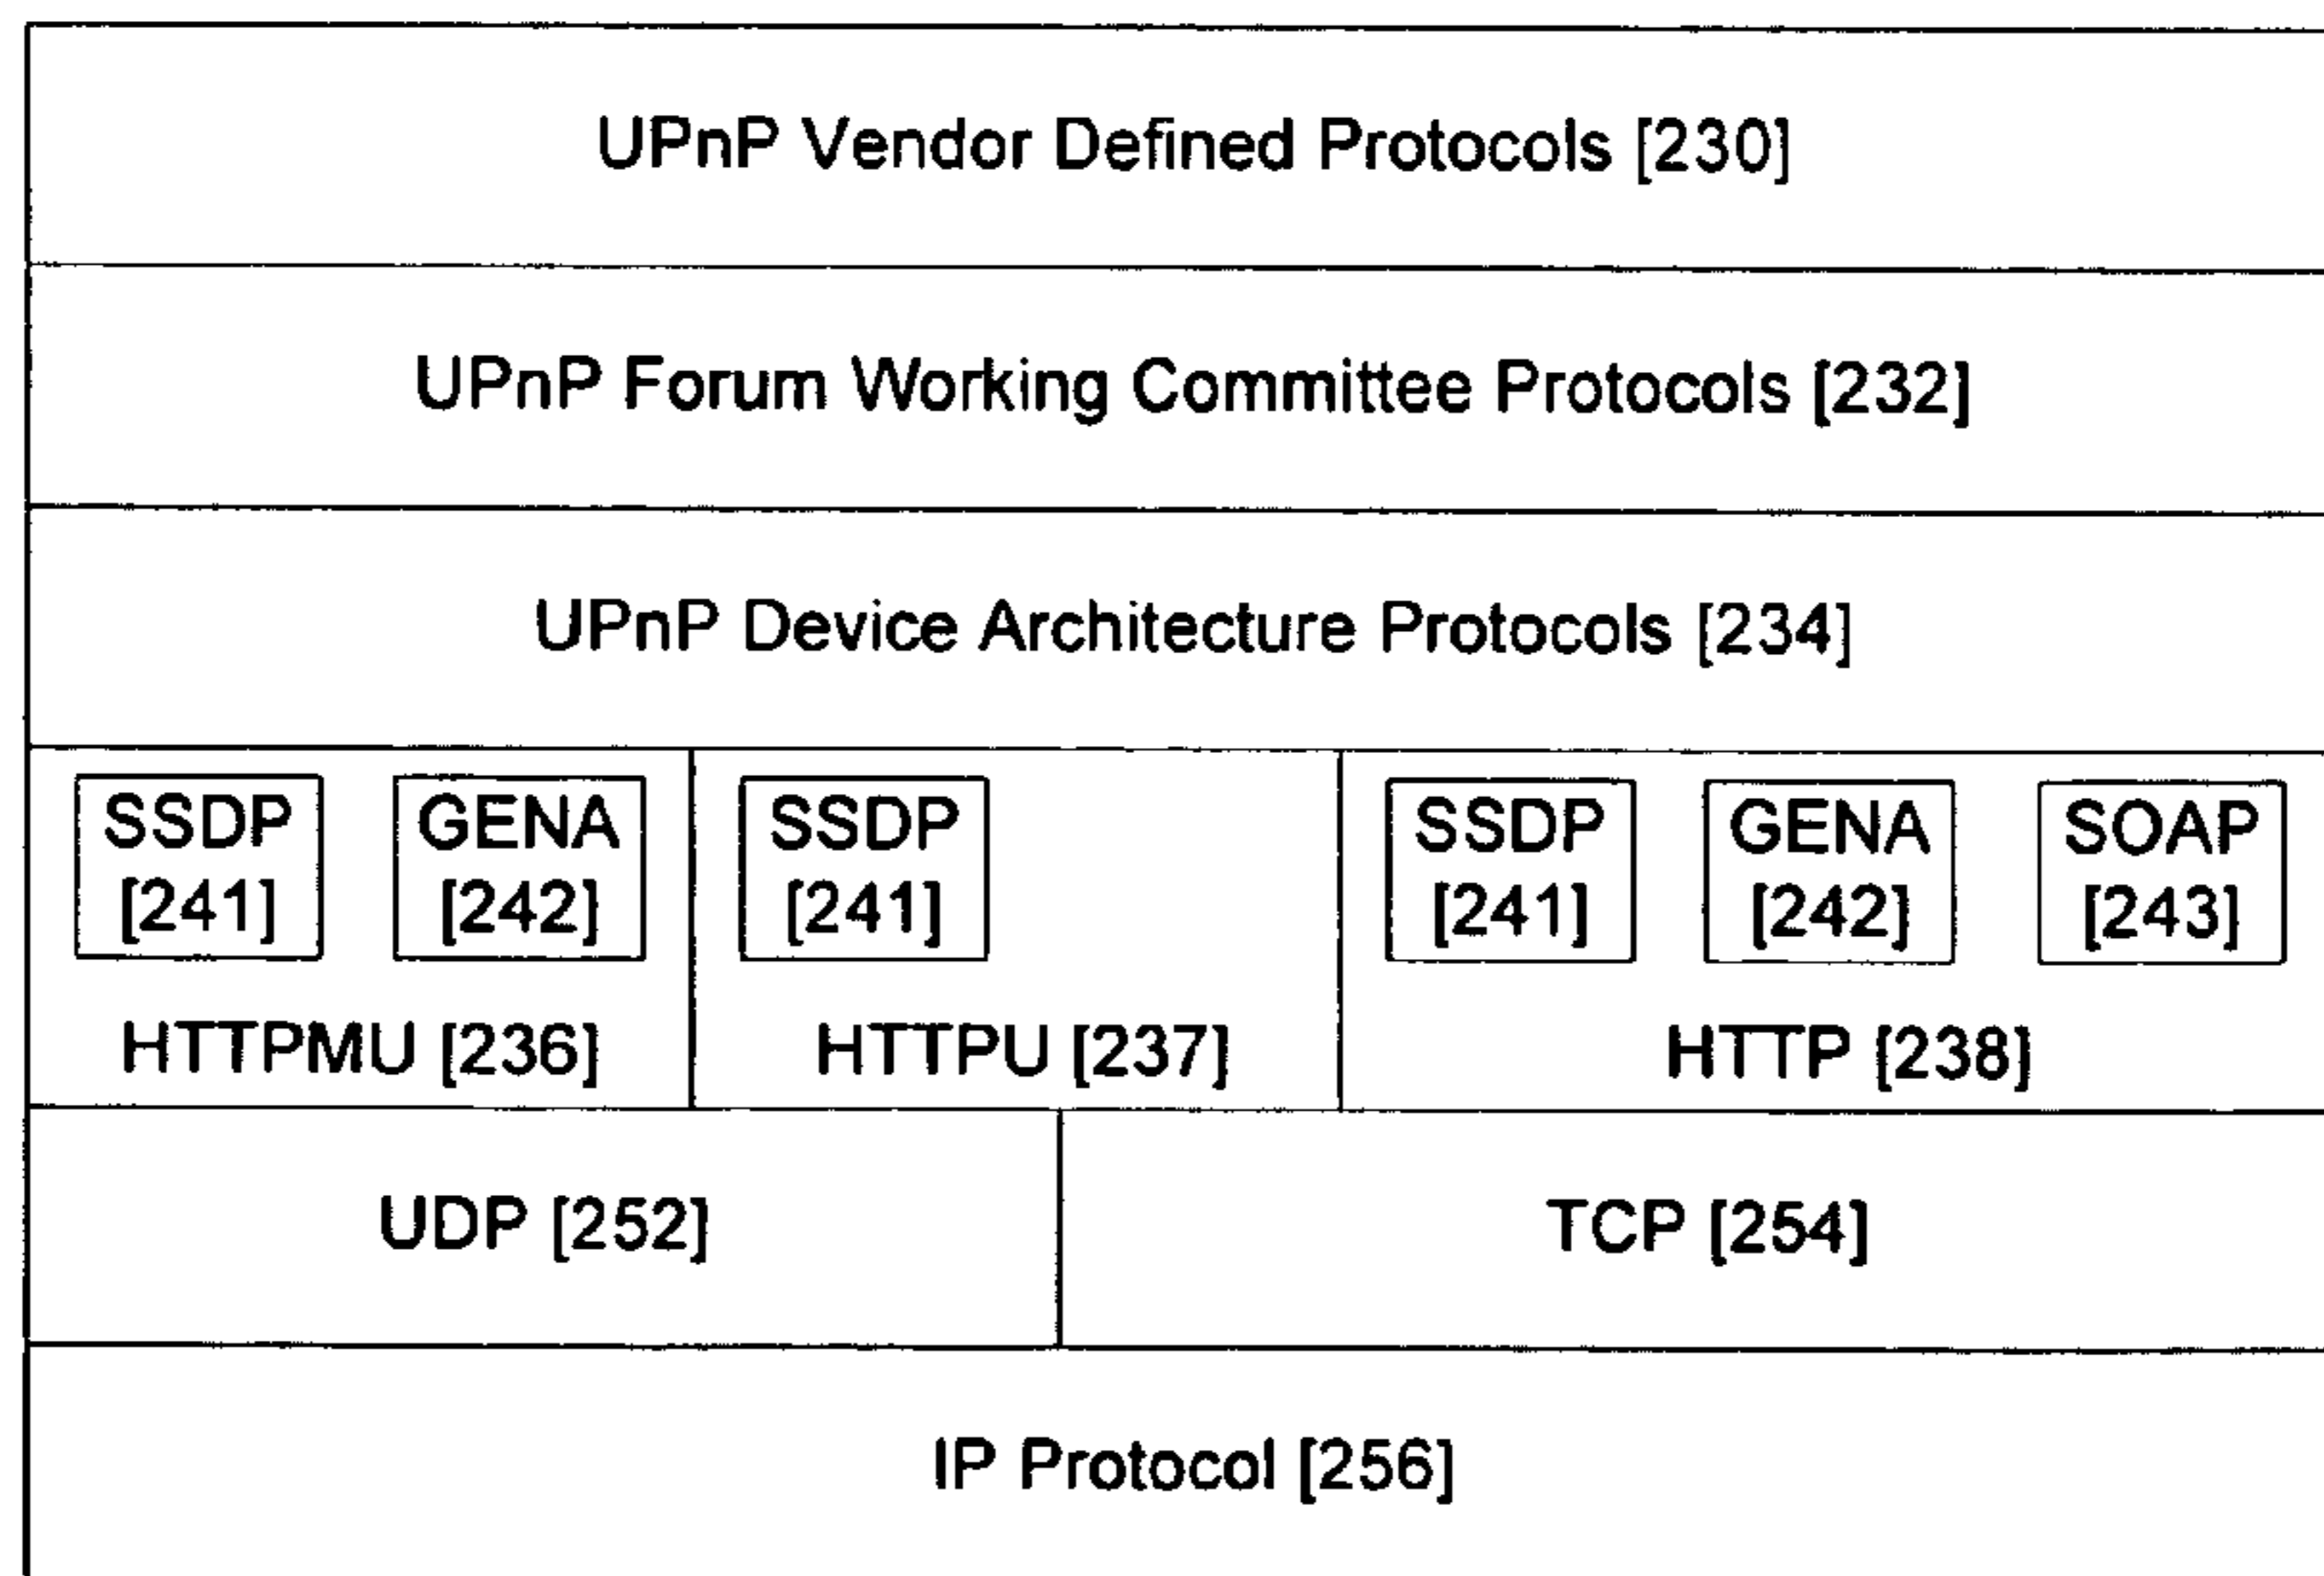 UPnP Vendor Defined Protocols [230]
UPnP Forum Working Committee Protocols [232]
UPnP Device Architecture Protocols [234]
SSDP GENA SSDP SSDP GENA SOAP
[241] [242] [241] [241] [242] [243]
HTTPMU [236] HTTPU [237] HTTP [238]
UDP [252] TCP [254]
IP Protocol [256]